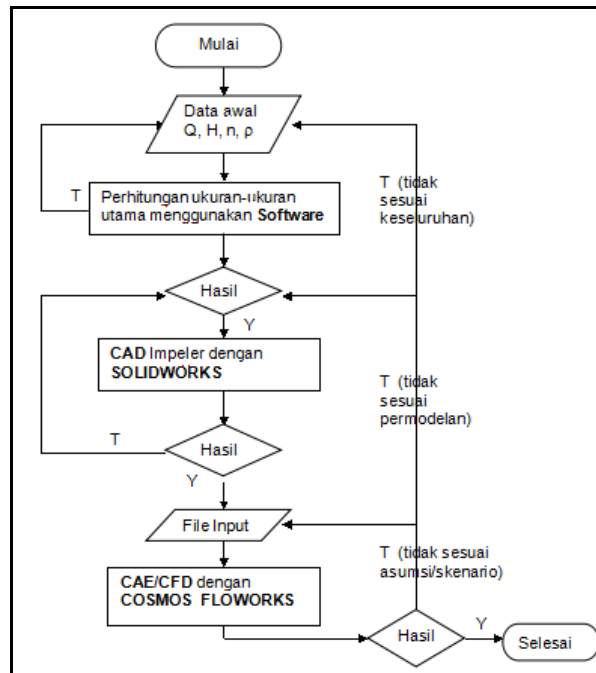 Mulai
Data awal
Q, H, n, ρ
T
Perhitungan ukuran-ukuran
utama menggunakan Software
T (tidak
sesuai
keseluruhan)
Hasil
Y
CAD Impeler dengan
SOLIDWORKS
T (tidak
sesuai
permodelan)
T
Hasil
Y
File Input
T (tidak sesuai
asumsi/skenario)
CAE/CFD dengan
COSMOS FLOWORKS
Hasil
Y
Selesai